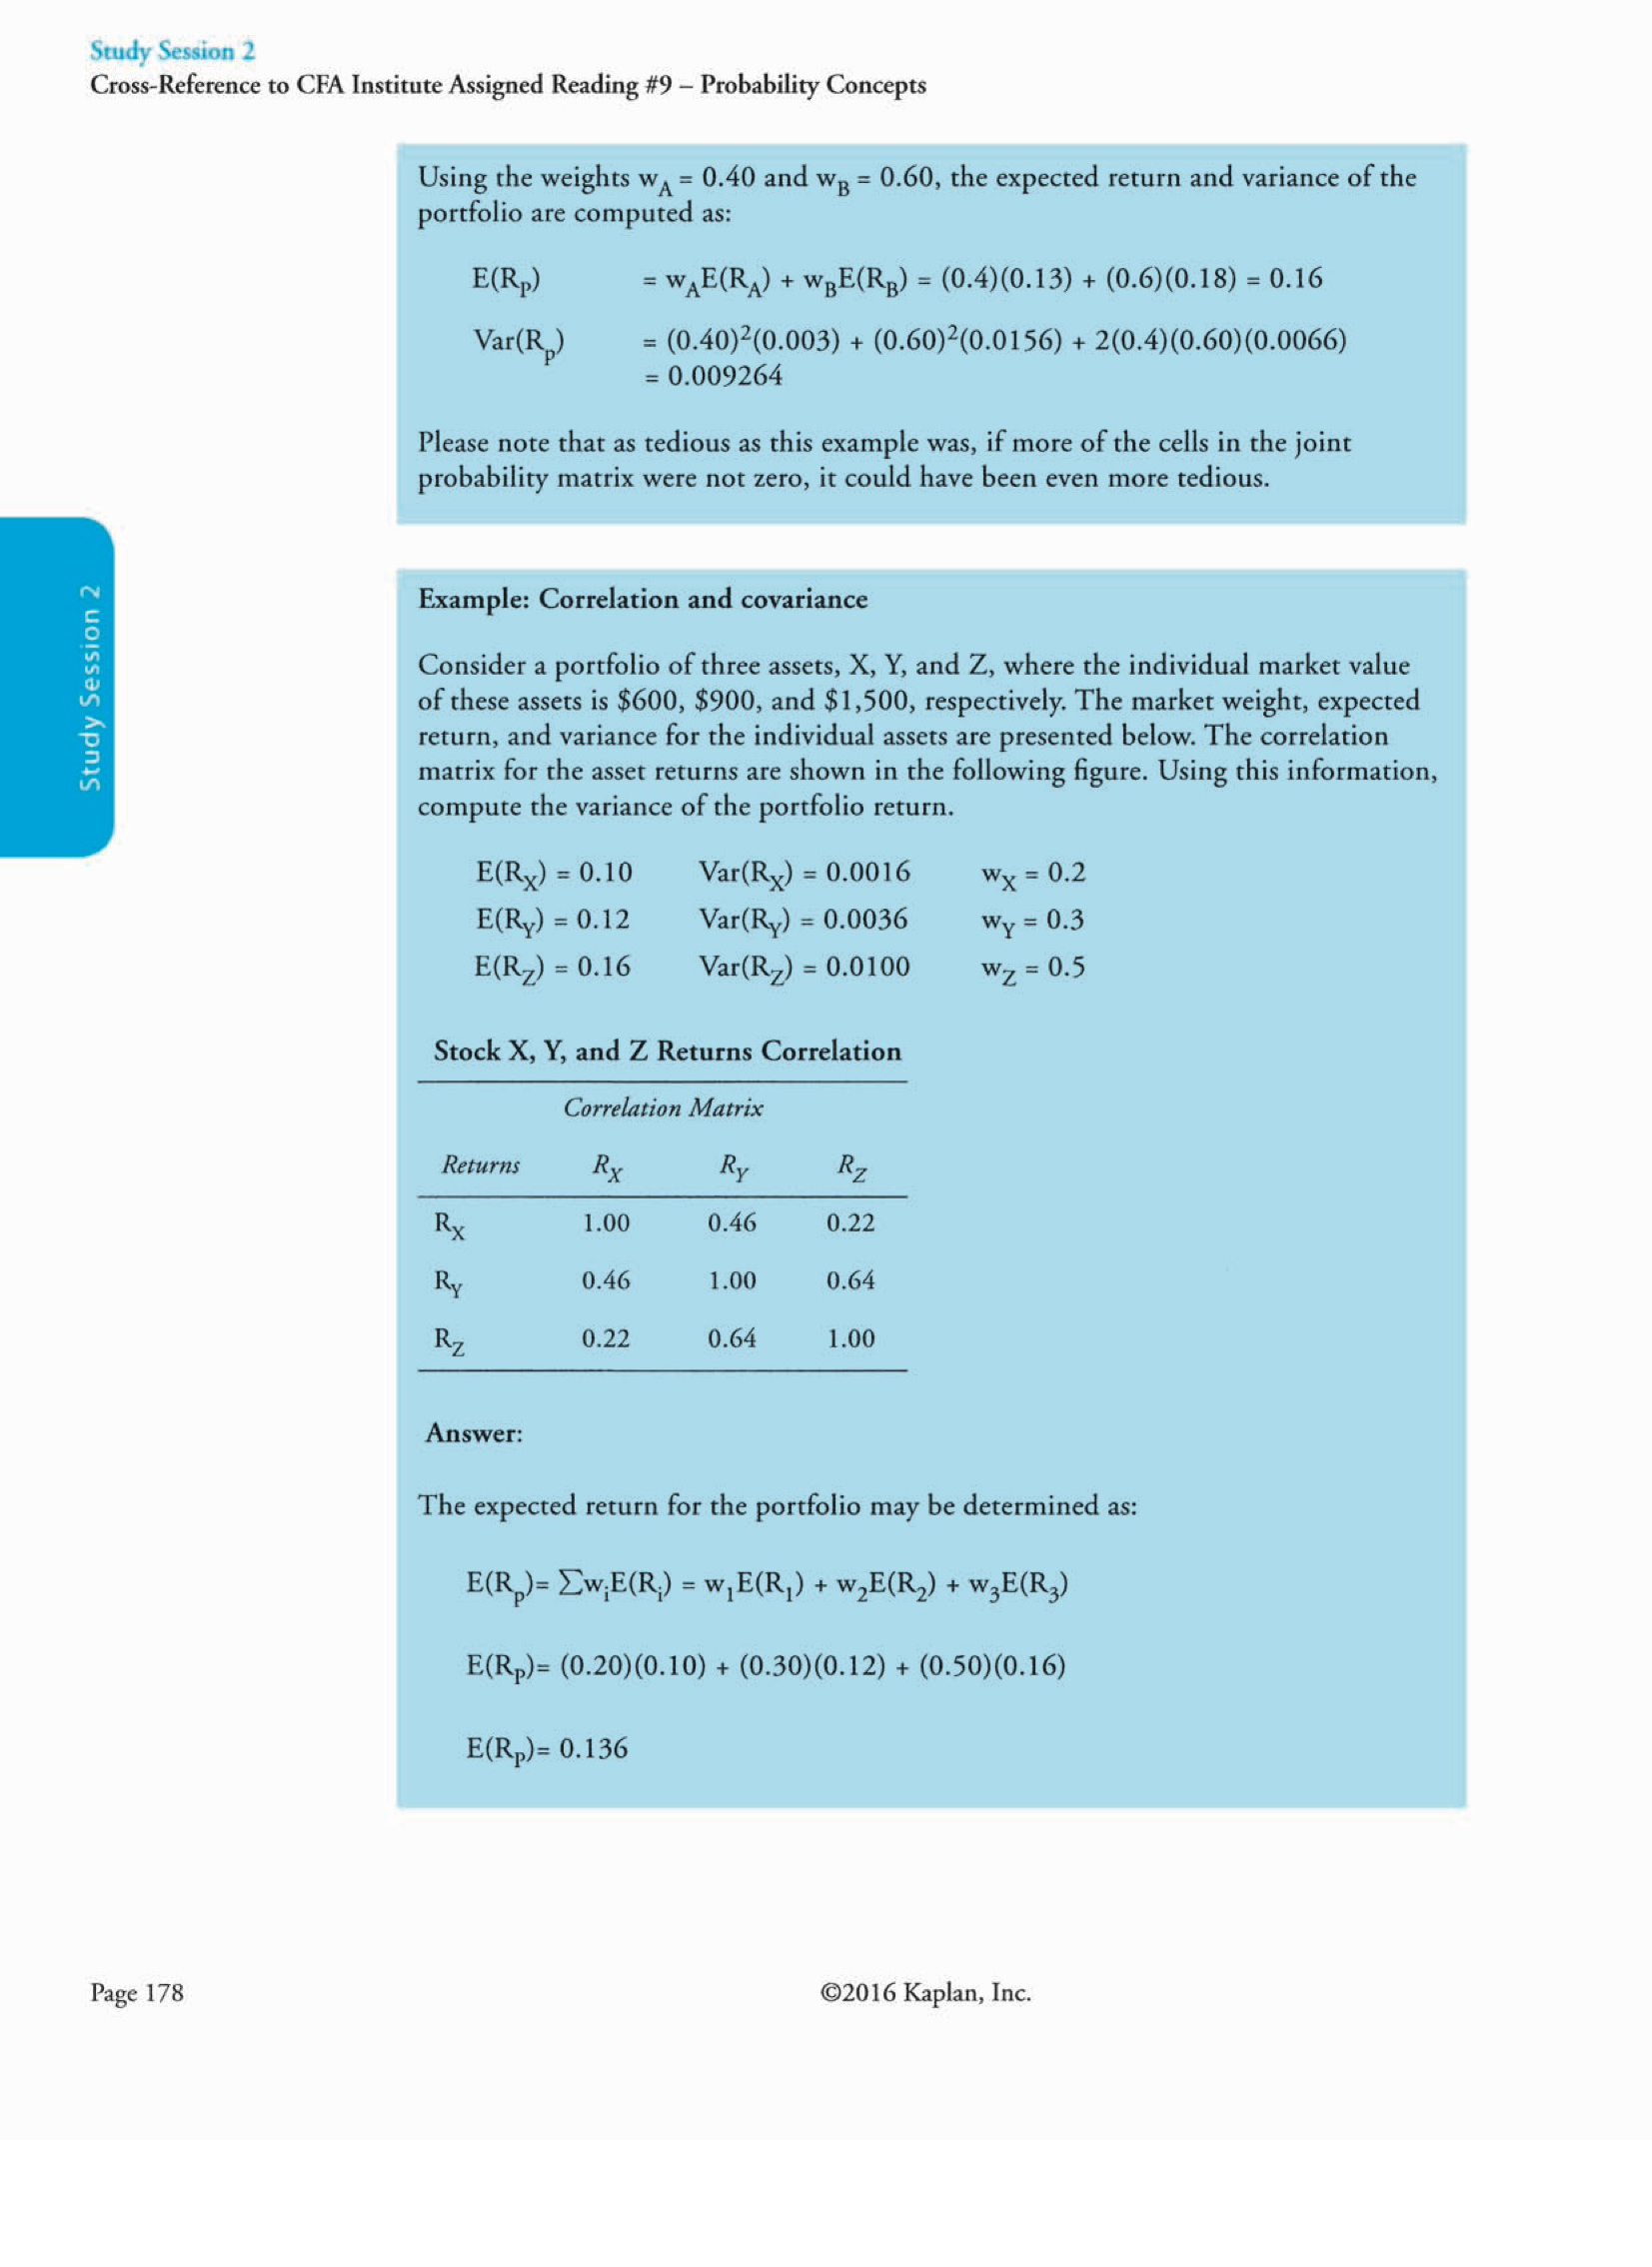 Study Session 2
Cross-Reference to CFA Institute Assigned Reading #9 – Probability Concepts
Using the weights w_A = 0.40 and w_B = 0.60, the expected return and variance of the
portfolio are computed as:
E(R_P) = w_AE(R_A) + w_BE(R_B) = (0.4)(0.13) + (0.6)(0.18) = 0.16
Var(R_p) = (0.40)²(0.003) + (0.60)²(0.0156) + 2(0.4)(0.60)(0.0066)
= 0.009264
Please note that as tedious as this example was, if more of the cells in the joint
probability matrix were not zero, it could have been even more tedious.
Study Session 2
Example: Correlation and covariance
Consider a portfolio of three assets, X, Y, and Z, where the individual market value
of these assets is $600, $900, and $1,500, respectively. The market weight, expected
return, and variance for the individual assets are presented below. The correlation
matrix for the asset returns are shown in the following figure. Using this information,
compute the variance of the portfolio return.
E(R_X) = 0.10 Var(R_X) = 0.0016 w_X = 0.2
E(R_Y) = 0.12 Var(R_Y) = 0.0036 w_Y = 0.3
E(R_Z) = 0.16 Var(R_Z) = 0.0100 w_Z = 0.5
Stock X, Y, and Z Returns Correlation
Correlation Matrix
Returns R_X R_Y R_Z
R_X 1.00 0.46 0.22
R_Y 0.46 1.00 0.64
R_Z 0.22 0.64 1.00
Answer:
The expected return for the portfolio may be determined as:
E(R_p)= ∑w_iE(R_i) = w_1E(R_1) + w_2E(R_2) + w_3E(R_3)
E(R_P)= (0.20)(0.10) + (0.30)(0.12) + (0.50)(0.16)
E(R_P)= 0.136
Page 178 ©2016 Kaplan, Inc.